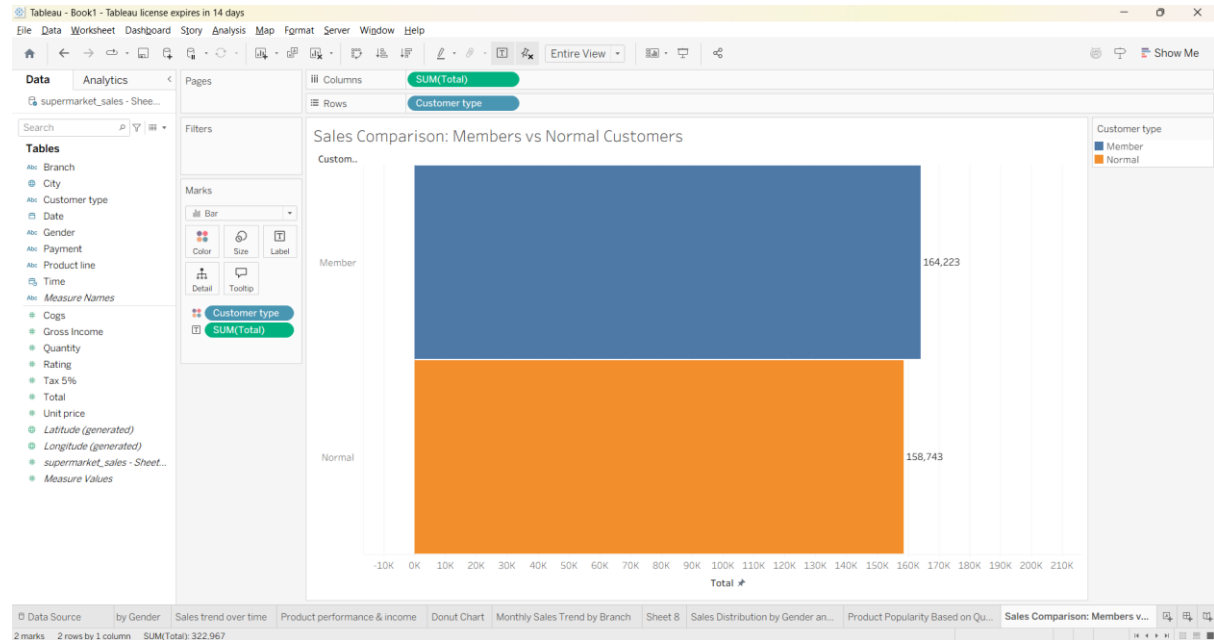 Tableau - Book1 - Tableau license expires in 14 days
File Data Worksheet Dashboard Story Analysis Map Format Server Window Help
Entire View
Show Me
Data Analytics
supermarket_sales - Shee...
Search
Tables
Abc Branch
City
Abc Customer type
Date
Abc Gender
Abc Payment
Abc Product line
Time
Abc Measure Names
# Cogs
# Gross Income
# Quantity
# Rating
# Tax 5%
# Total
# Unit price
Latitude (generated)
Longitude (generated)
# supermarket_sales - Sheet...
# Measure Values
Pages
Filters
Marks
Bar
Color Size Label
Detail Tooltip
Customer type
SUM(Total)
Columns SUM(Total)
Rows Customer type
Sales Comparison: Members vs Normal Customers
Custom..
Member 164,223
Normal 158,743
-10K 0K 10K 20K 30K 40K 50K 60K 70K 80K 90K 100K 110K 120K 130K 140K 150K 160K 170K 180K 190K 200K 210K
Total
Customer type
Member
Normal
Data Source by Gender Sales trend over time Product performance & income Donut Chart Monthly Sales Trend by Branch Sheet 8 Sales Distribution by Gender an... Product Popularity Based on Qu... Sales Comparison: Members v...
2 marks 2 rows by 1 column SUM(Total): 322,967